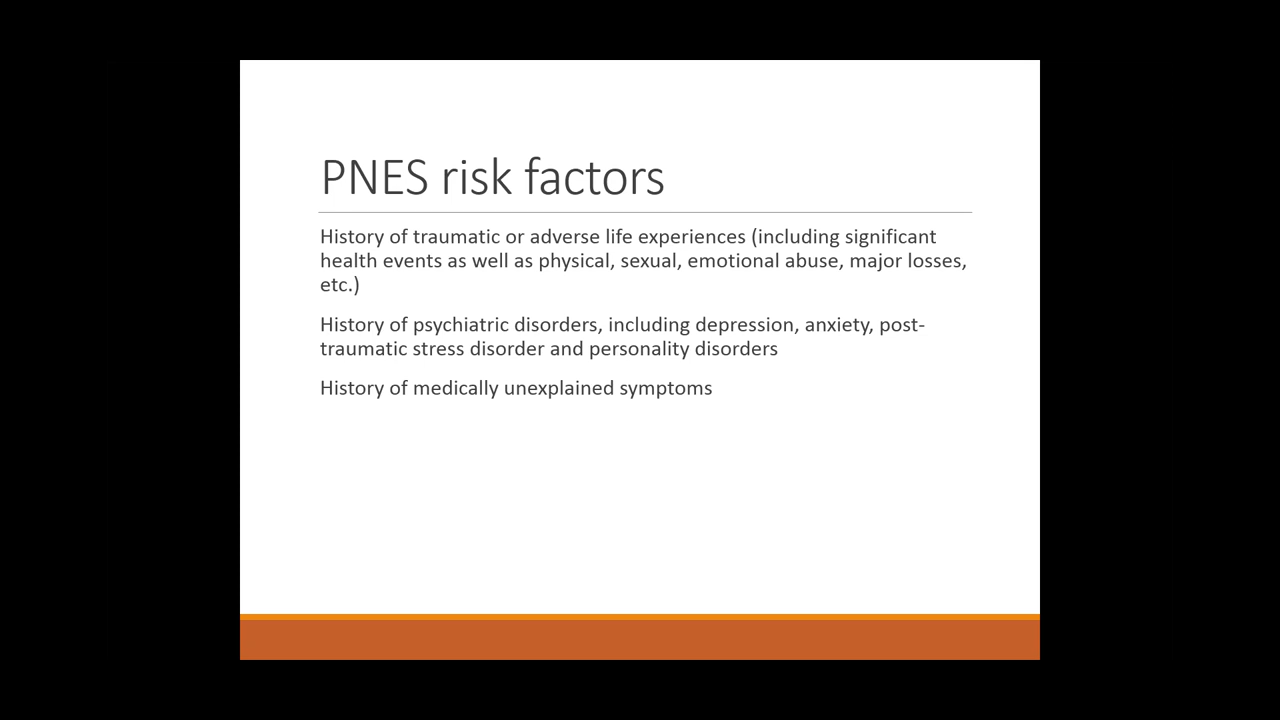 PNES risk factors
History of traumatic or adverse life experiences (including significant
health events as well as physical, sexual, emotional abuse, major losses,
etc.)
History of psychiatric disorders, including depression, anxiety, post-
traumatic stress disorder and personality disorders
History of medically unexplained symptoms